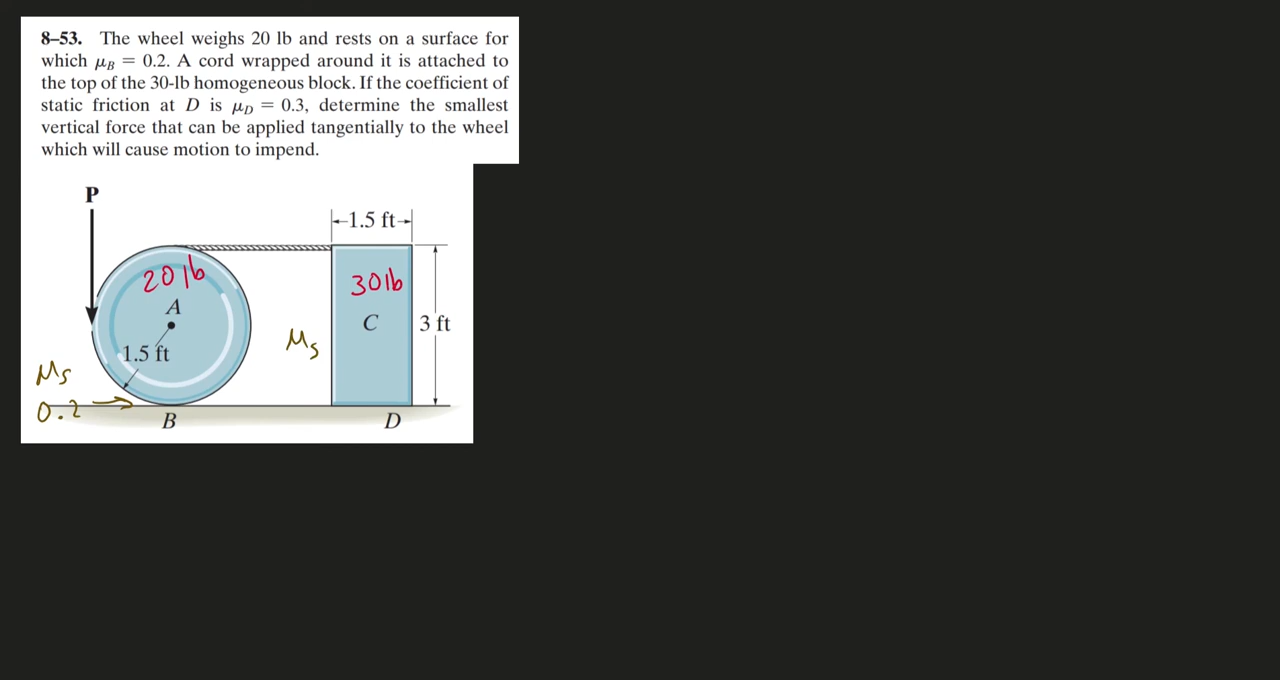 8–53. The wheel weighs 20 lb and rests on a surface for
which μB = 0.2. A cord wrapped around it is attached to
the top of the 30-lb homogeneous block. If the coefficient of
static friction at D is μD = 0.3, determine the smallest
vertical force that can be applied tangentially to the wheel
which will cause motion to impend.
P
1.5 ft
20 lb
30 lb
A
C
3 ft
μs
1.5 ft
μs
0.2
B
D